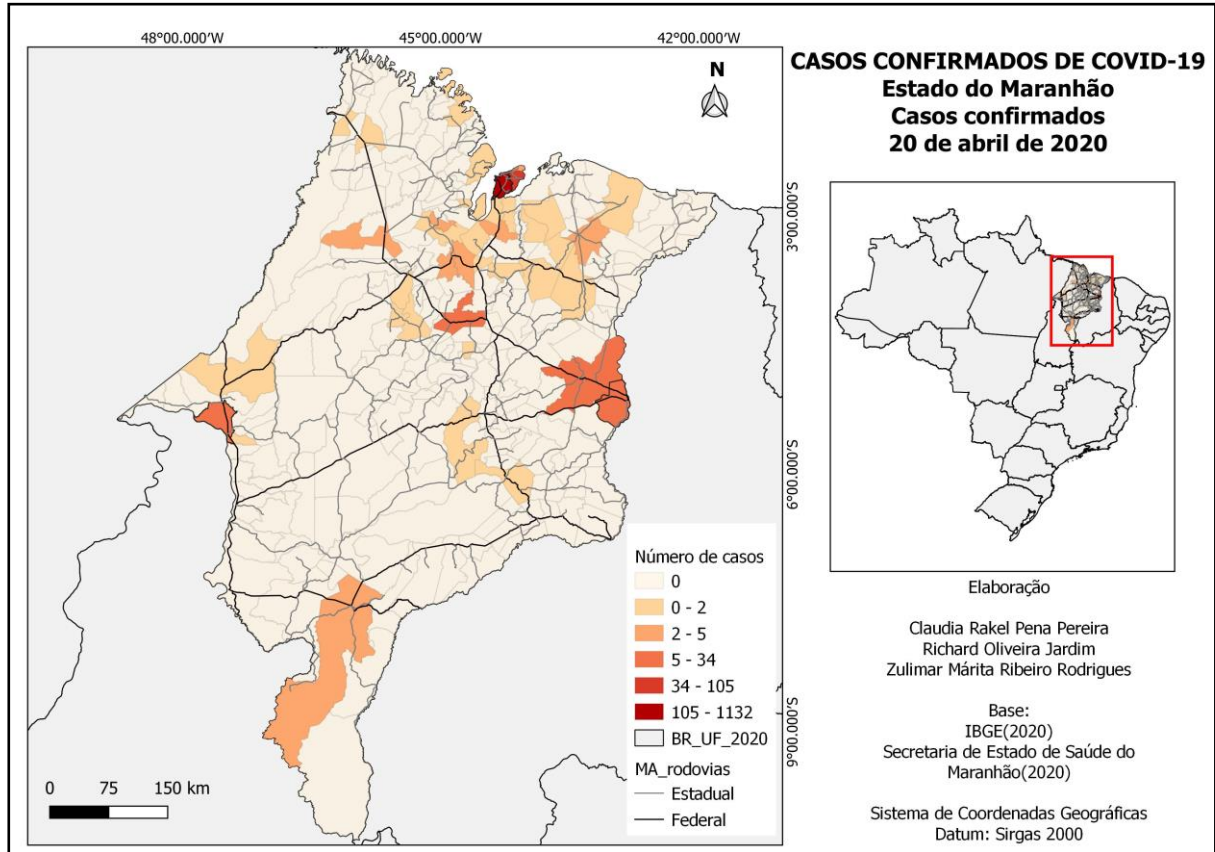 48°00.000'W
45°00.000'W
42°00.000'W
N
3°00.000'S
6°00.000'S
9°00.000'S
0 75 150 km
Número de casos
0
0 - 2
2 - 5
5 - 34
34 - 105
105 - 1132
BR_UF_2020
MA_rodovias
Estadual
Federal
CASOS CONFIRMADOS DE COVID-19
Estado do Maranhão
Casos confirmados
20 de abril de 2020
Elaboração
Claudia Rakel Pena Pereira
Richard Oliveira Jardim
Zulimar Márita Ribeiro Rodrigues
Base:
IBGE(2020)
Secretaria de Estado de Saúde do
Maranhão(2020)
Sistema de Coordenadas Geográficas
Datum: Sirgas 2000